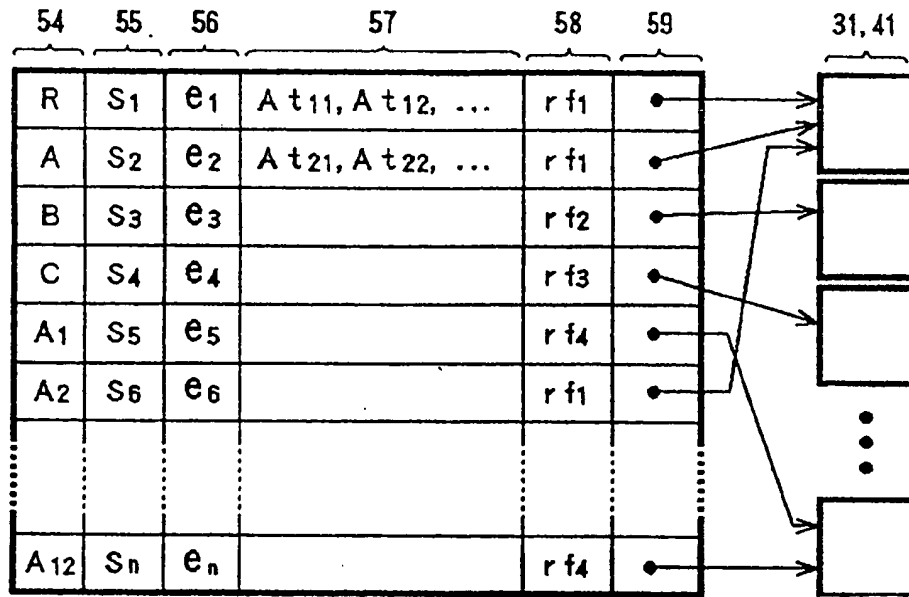 54 55 56 57 58 59 31, 41
R S1 e1 At11, At12, ... rf1
A S2 e2 At21, At22, ... rf1
B S3 e3 rf2
C S4 e4 rf3
A1 S5 e5 rf4
A2 S6 e6 rf1
A12 Sn en rf4